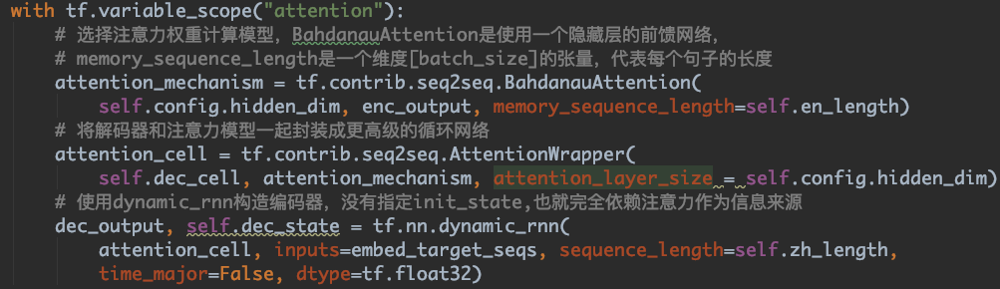 with tf.variable_scope("attention"):
    # 选择注意力权重计算模型，BahdanauAttention是使用一个隐藏层的前馈网络，
    # memory_sequence_length是一个维度[batch_size]的张量，代表每个句子的长度
    attention_mechanism = tf.contrib.seq2seq.BahdanauAttention(
        self.config.hidden_dim, enc_output, memory_sequence_length=self.en_length)
    # 将解码器和注意力模型一起封装成更高级的循环网络
    attention_cell = tf.contrib.seq2seq.AttentionWrapper(
        self.dec_cell, attention_mechanism, attention_layer_size = self.config.hidden_dim)
    # 使用dynamic_rnn构造编码器，没有指定init_state,也就完全依赖注意力作为信息来源
    dec_output, self.dec_state = tf.nn.dynamic_rnn(
        attention_cell, inputs=embed_target_seqs, sequence_length=self.zh_length,
        time_major=False, dtype=tf.float32)